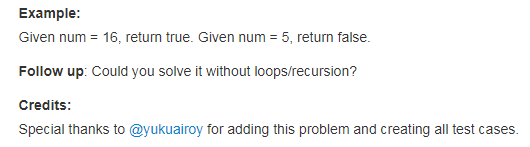 Example:
Given num = 16, return true. Given num = 5, return false.
Follow up: Could you solve it without loops/recursion?
Credits:
Special thanks to @yukuairoy for adding this problem and creating all test cases.